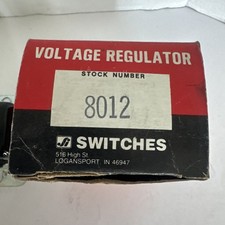 VOLTAGE REGULATOR
STOCK NUMBER
8012
SWITCHES
516 High St.
LOGANSPORT IN 46947